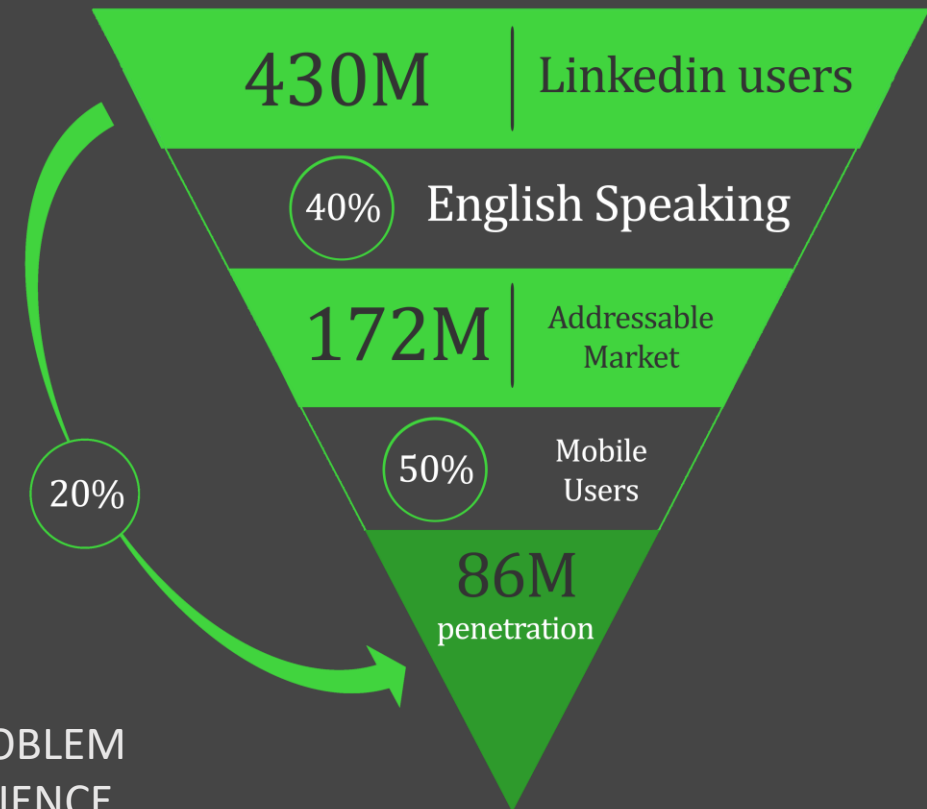 430M
Linkedin users
40%
English Speaking
172M
Addressable
Market
50%
Mobile
Users
20%
86M
penetration